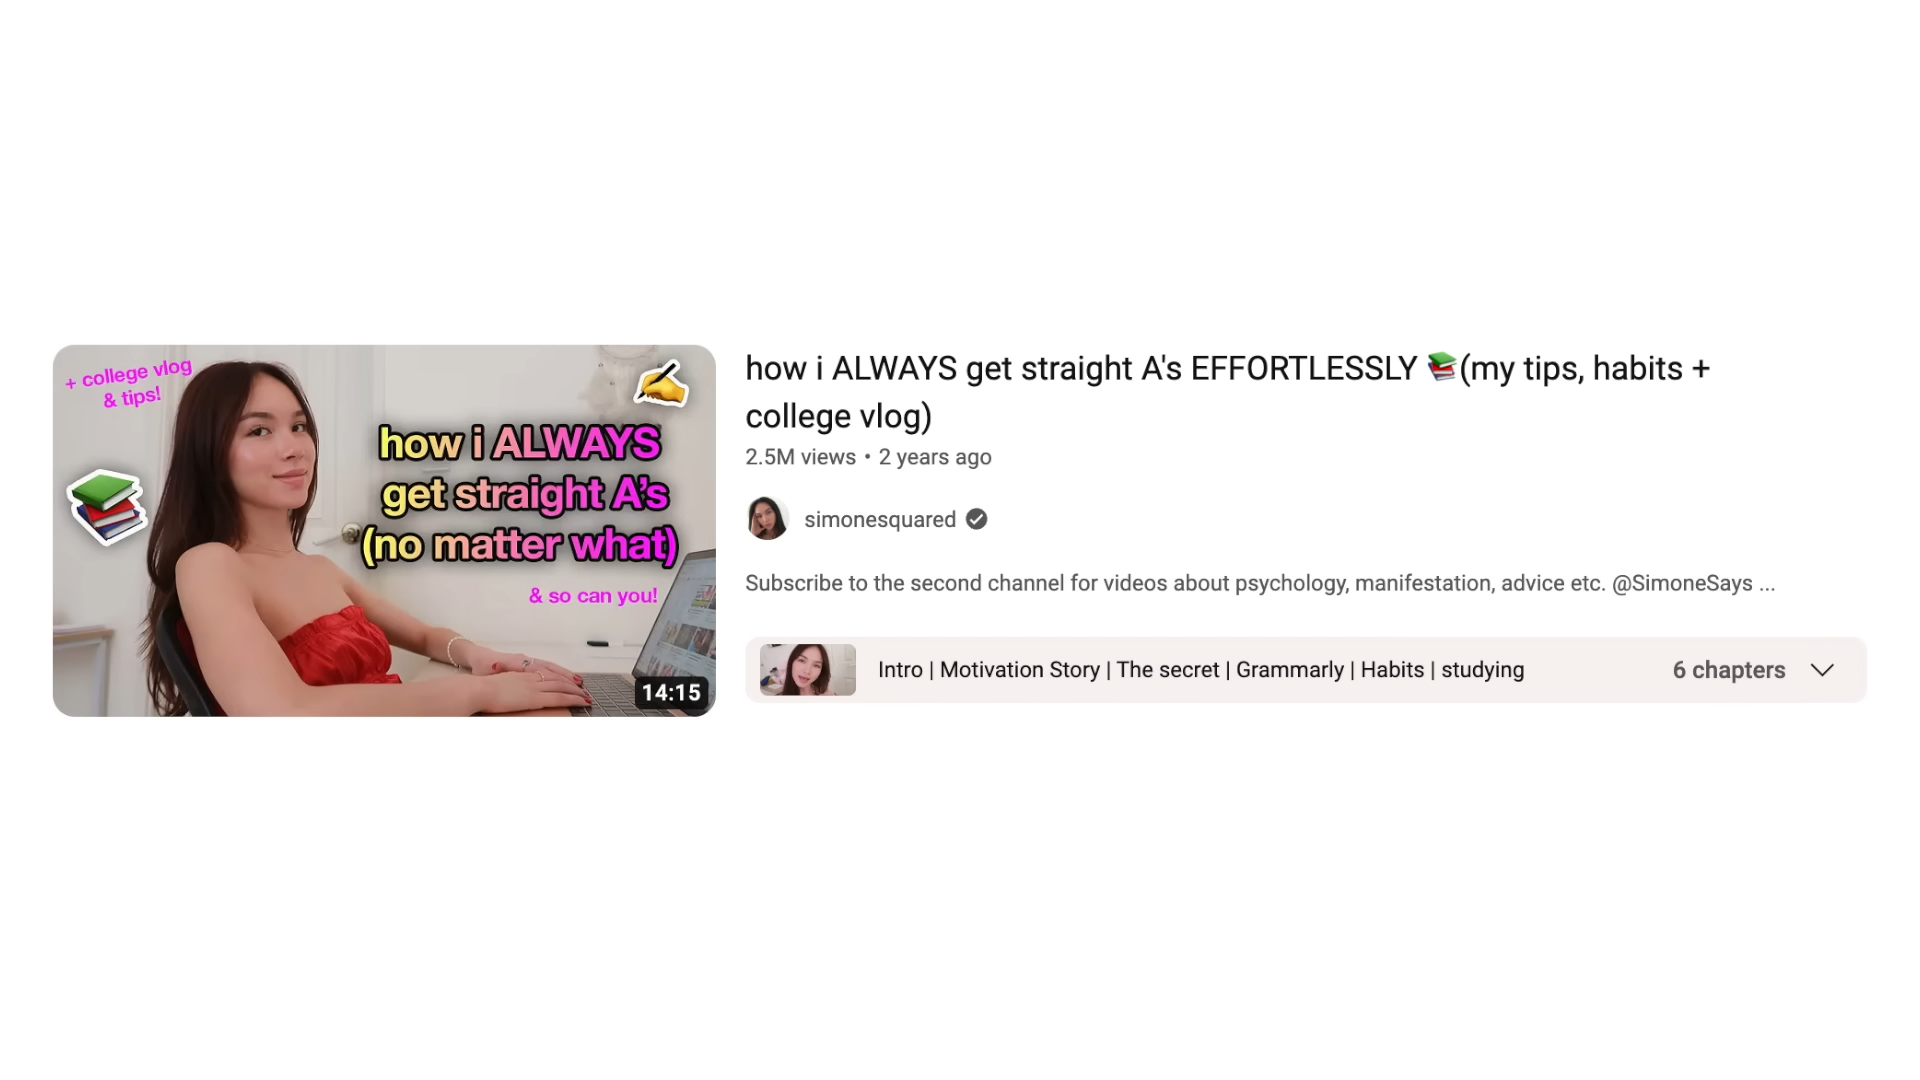 + college vlog
& tips!
how i ALWAYS
get straight A's
(no matter what)
& so can you!
14:15
how i ALWAYS get straight A's EFFORTLESSLY 📚(my tips, habits +
college vlog)
2.5M views • 2 years ago
simonesquared
Subscribe to the second channel for videos about psychology, manifestation, advice etc. @SimoneSays ...
Intro | Motivation Story | The secret | Grammarly | Habits | studying
6 chapters